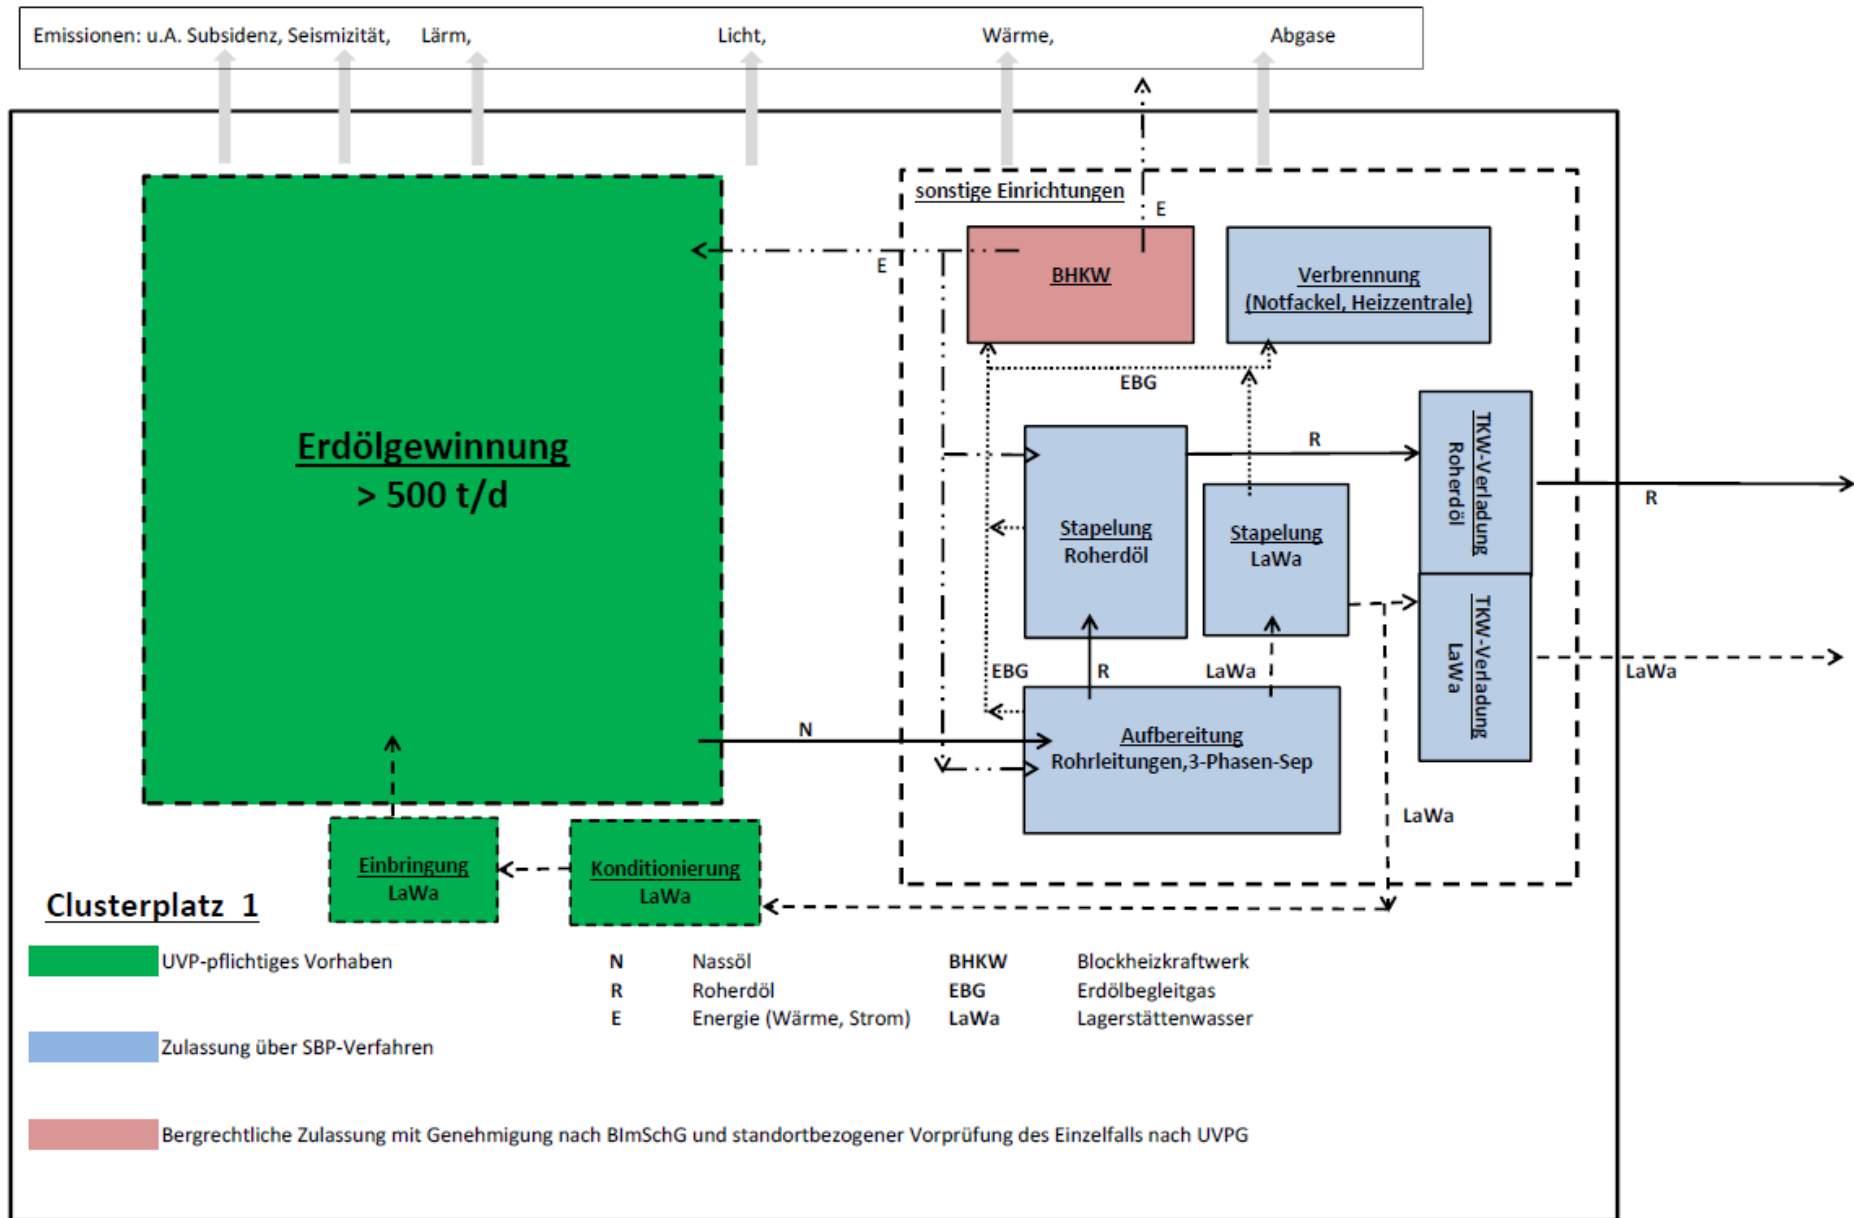 Emissionen: u.A. Subsidenz, Seismizität, Lärm, Licht, Wärme, Abgase
sonstige Einrichtungen
E
E
BHKW
Verbrennung
(Notfackel, Heizzentrale)
EBG
Erdölgewinnung
> 500 t/d
R
TKW-Verladung
Roherdöl
R
Stapelung
Roherdöl
Stapelung
LaWa
TKW-Verladung
LaWa
EBG
R
LaWa
LaWa
N
Aufbereitung
Rohrleitungen,3-Phasen-Sep
LaWa
Einbringung
LaWa
Konditionierung
LaWa
Clusterplatz 1
UVP-pflichtiges Vorhaben
N Nassöl BHKW Blockheizkraftwerk
R Roherdöl EBG Erdölbegleitgas
E Energie (Wärme, Strom) LaWa Lagerstättenwasser
Zulassung über SBP-Verfahren
Bergrechtliche Zulassung mit Genehmigung nach BImSchG und standortbezogener Vorprüfung des Einzelfalls nach UVPG